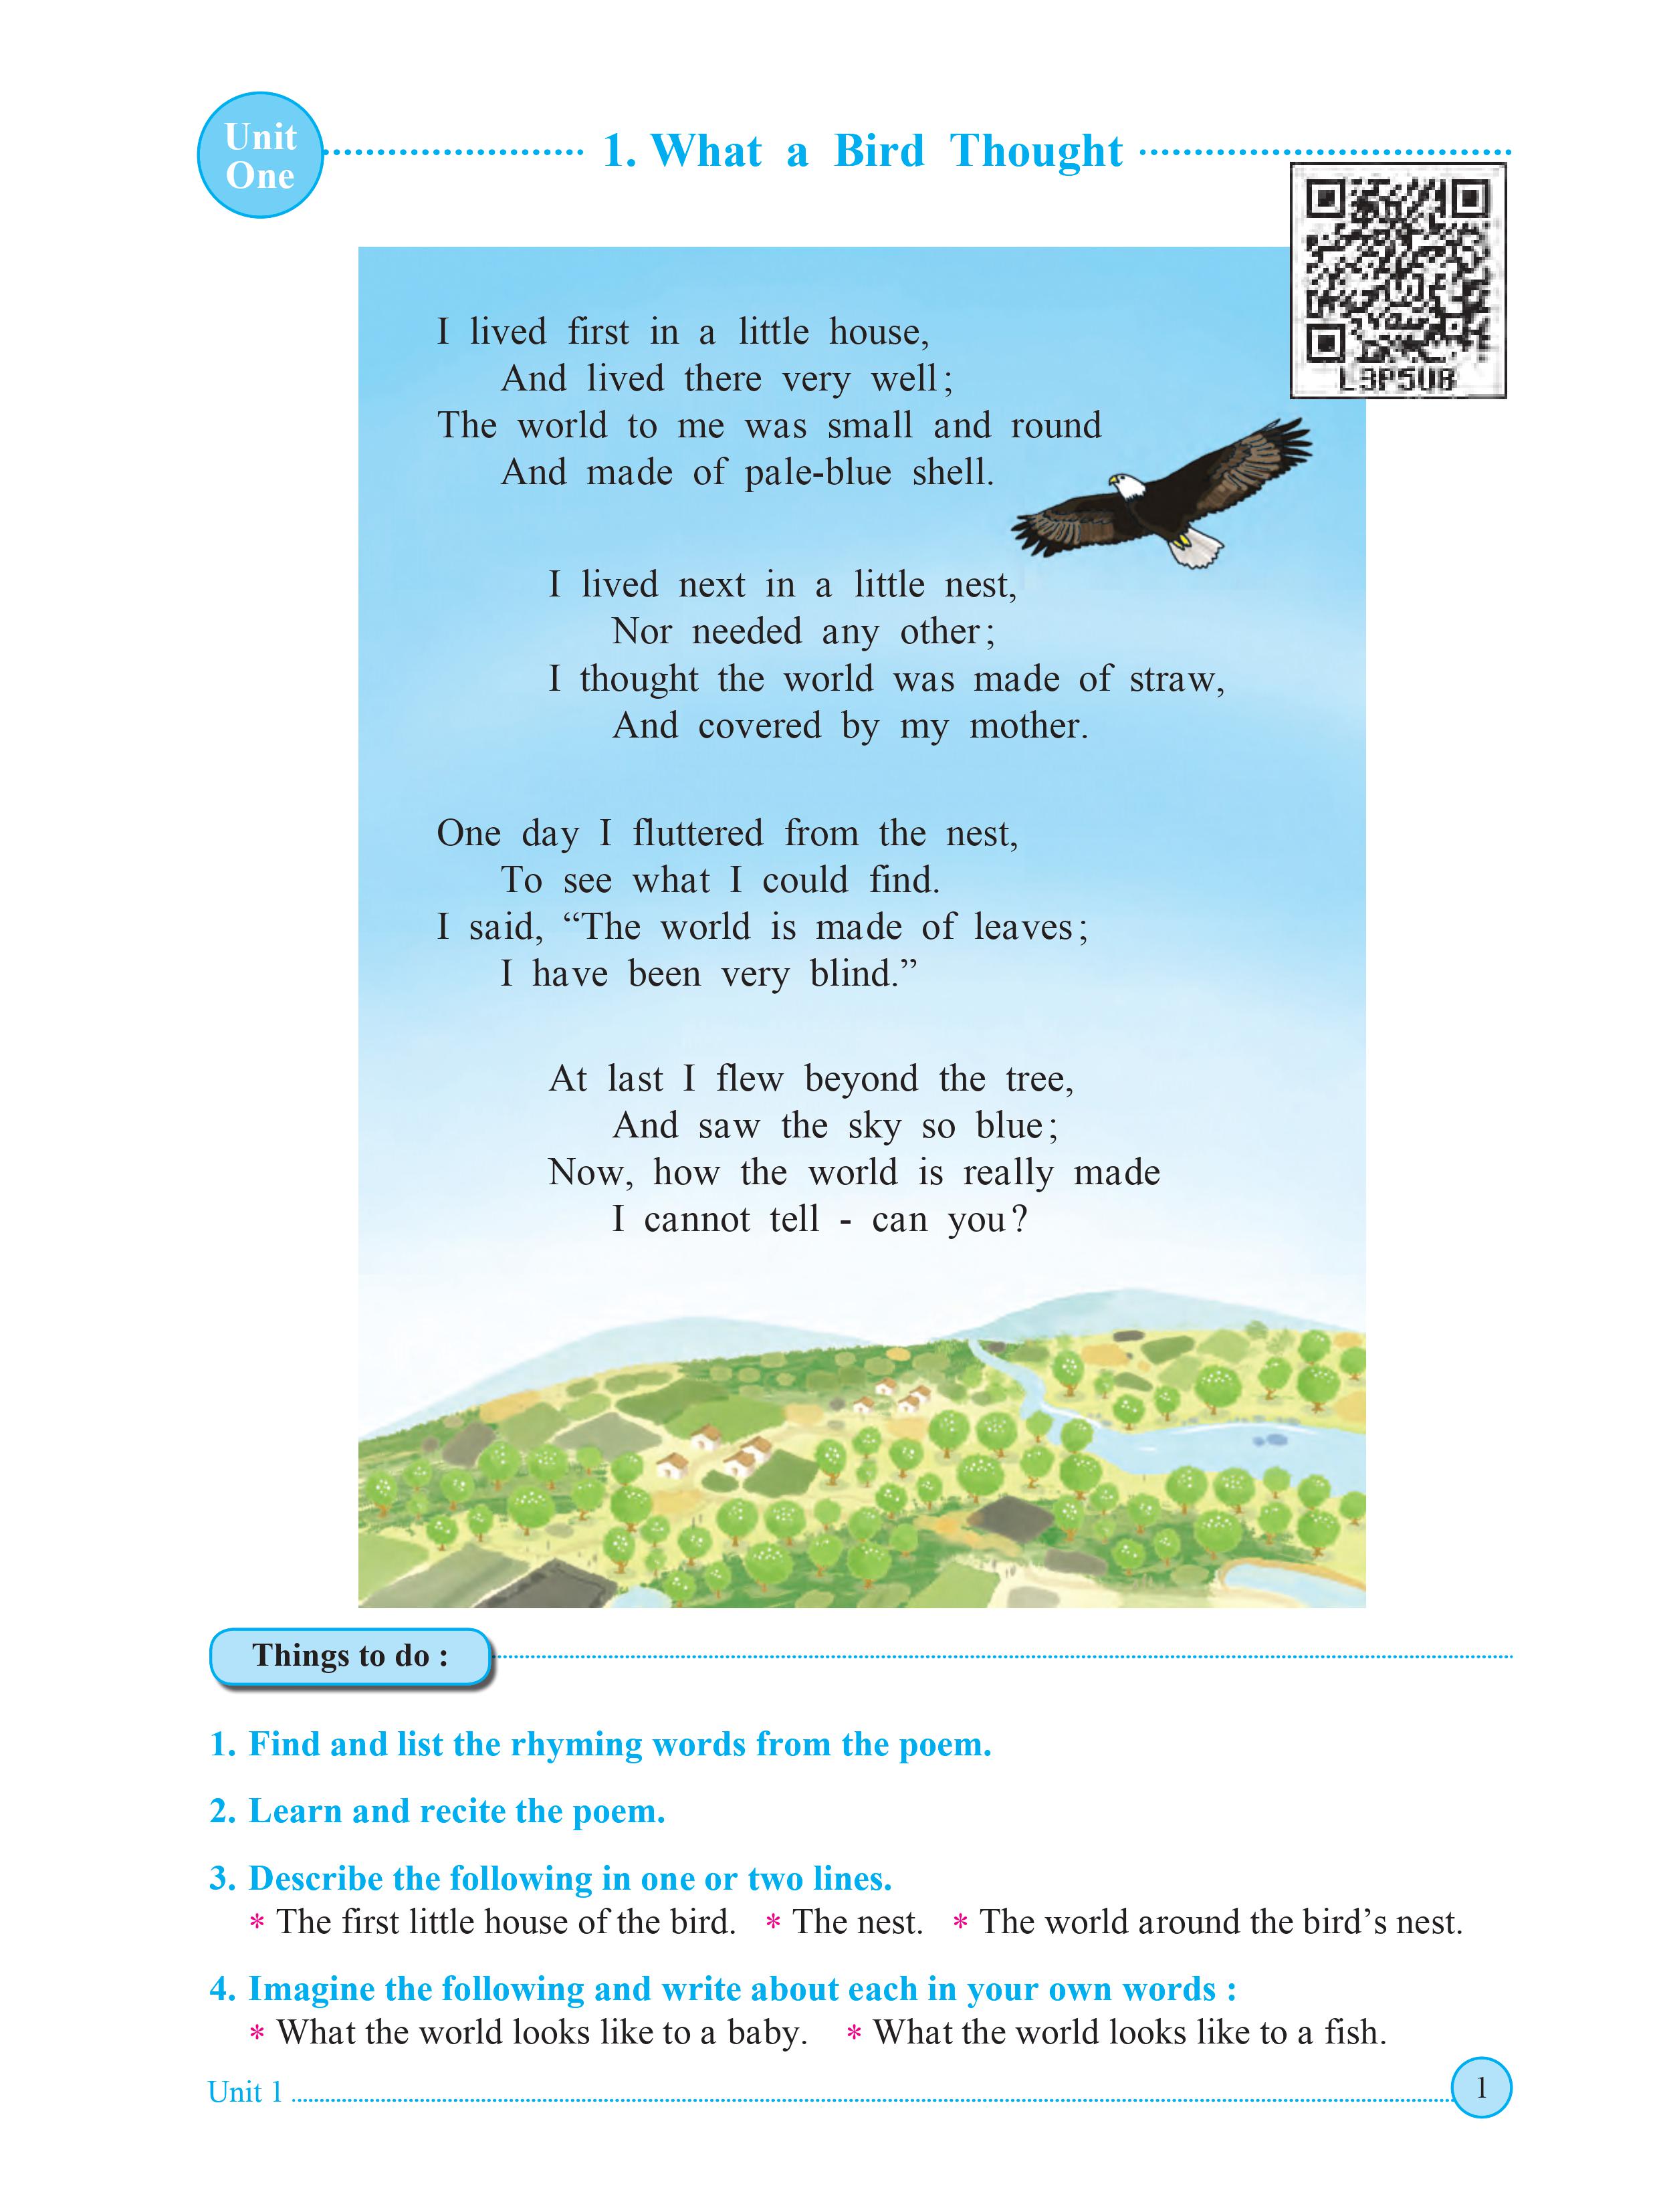 Unit
One
1. What a Bird Thought
L9P5UB
I lived first in a little house,
And lived there very well;
The world to me was small and round
And made of pale-blue shell.
I lived next in a little nest,
Nor needed any other;
I thought the world was made of straw,
And covered by my mother.
One day I fluttered from the nest,
To see what I could find.
I said, “The world is made of leaves;
I have been very blind.”
At last I flew beyond the tree,
And saw the sky so blue;
Now, how the world is really made
I cannot tell - can you?
Things to do :
1. Find and list the rhyming words from the poem.
2. Learn and recite the poem.
3. Describe the following in one or two lines.
* The first little house of the bird. * The nest. * The world around the bird’s nest.
4. Imagine the following and write about each in your own words :
* What the world looks like to a baby. * What the world looks like to a fish.
Unit 1
1